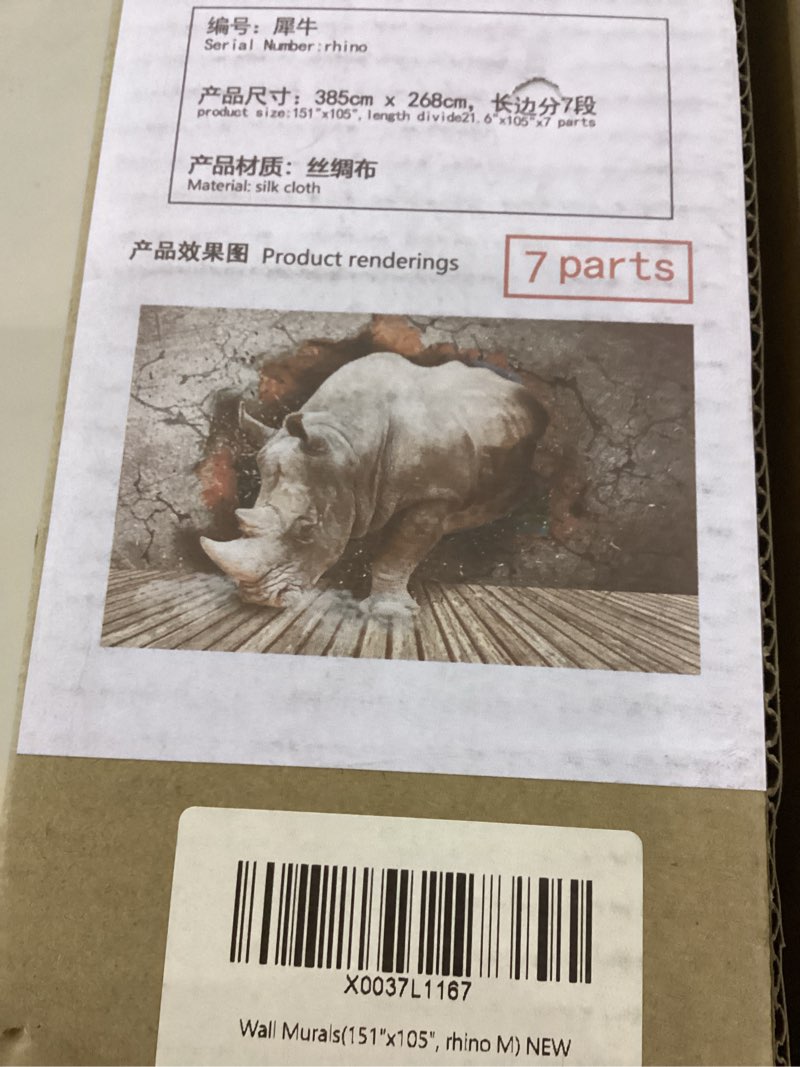 编号：犀牛
Serial Number:rhino
产品尺寸：385cm x 268cm，长边分7段
product size:151"x105", length divide21.6"x105"x7 parts
产品材质：丝绸布
Material: silk cloth
产品效果图 Product renderings
7 parts
X0037L1167
Wall Murals(151"x105", rhino M) NEW